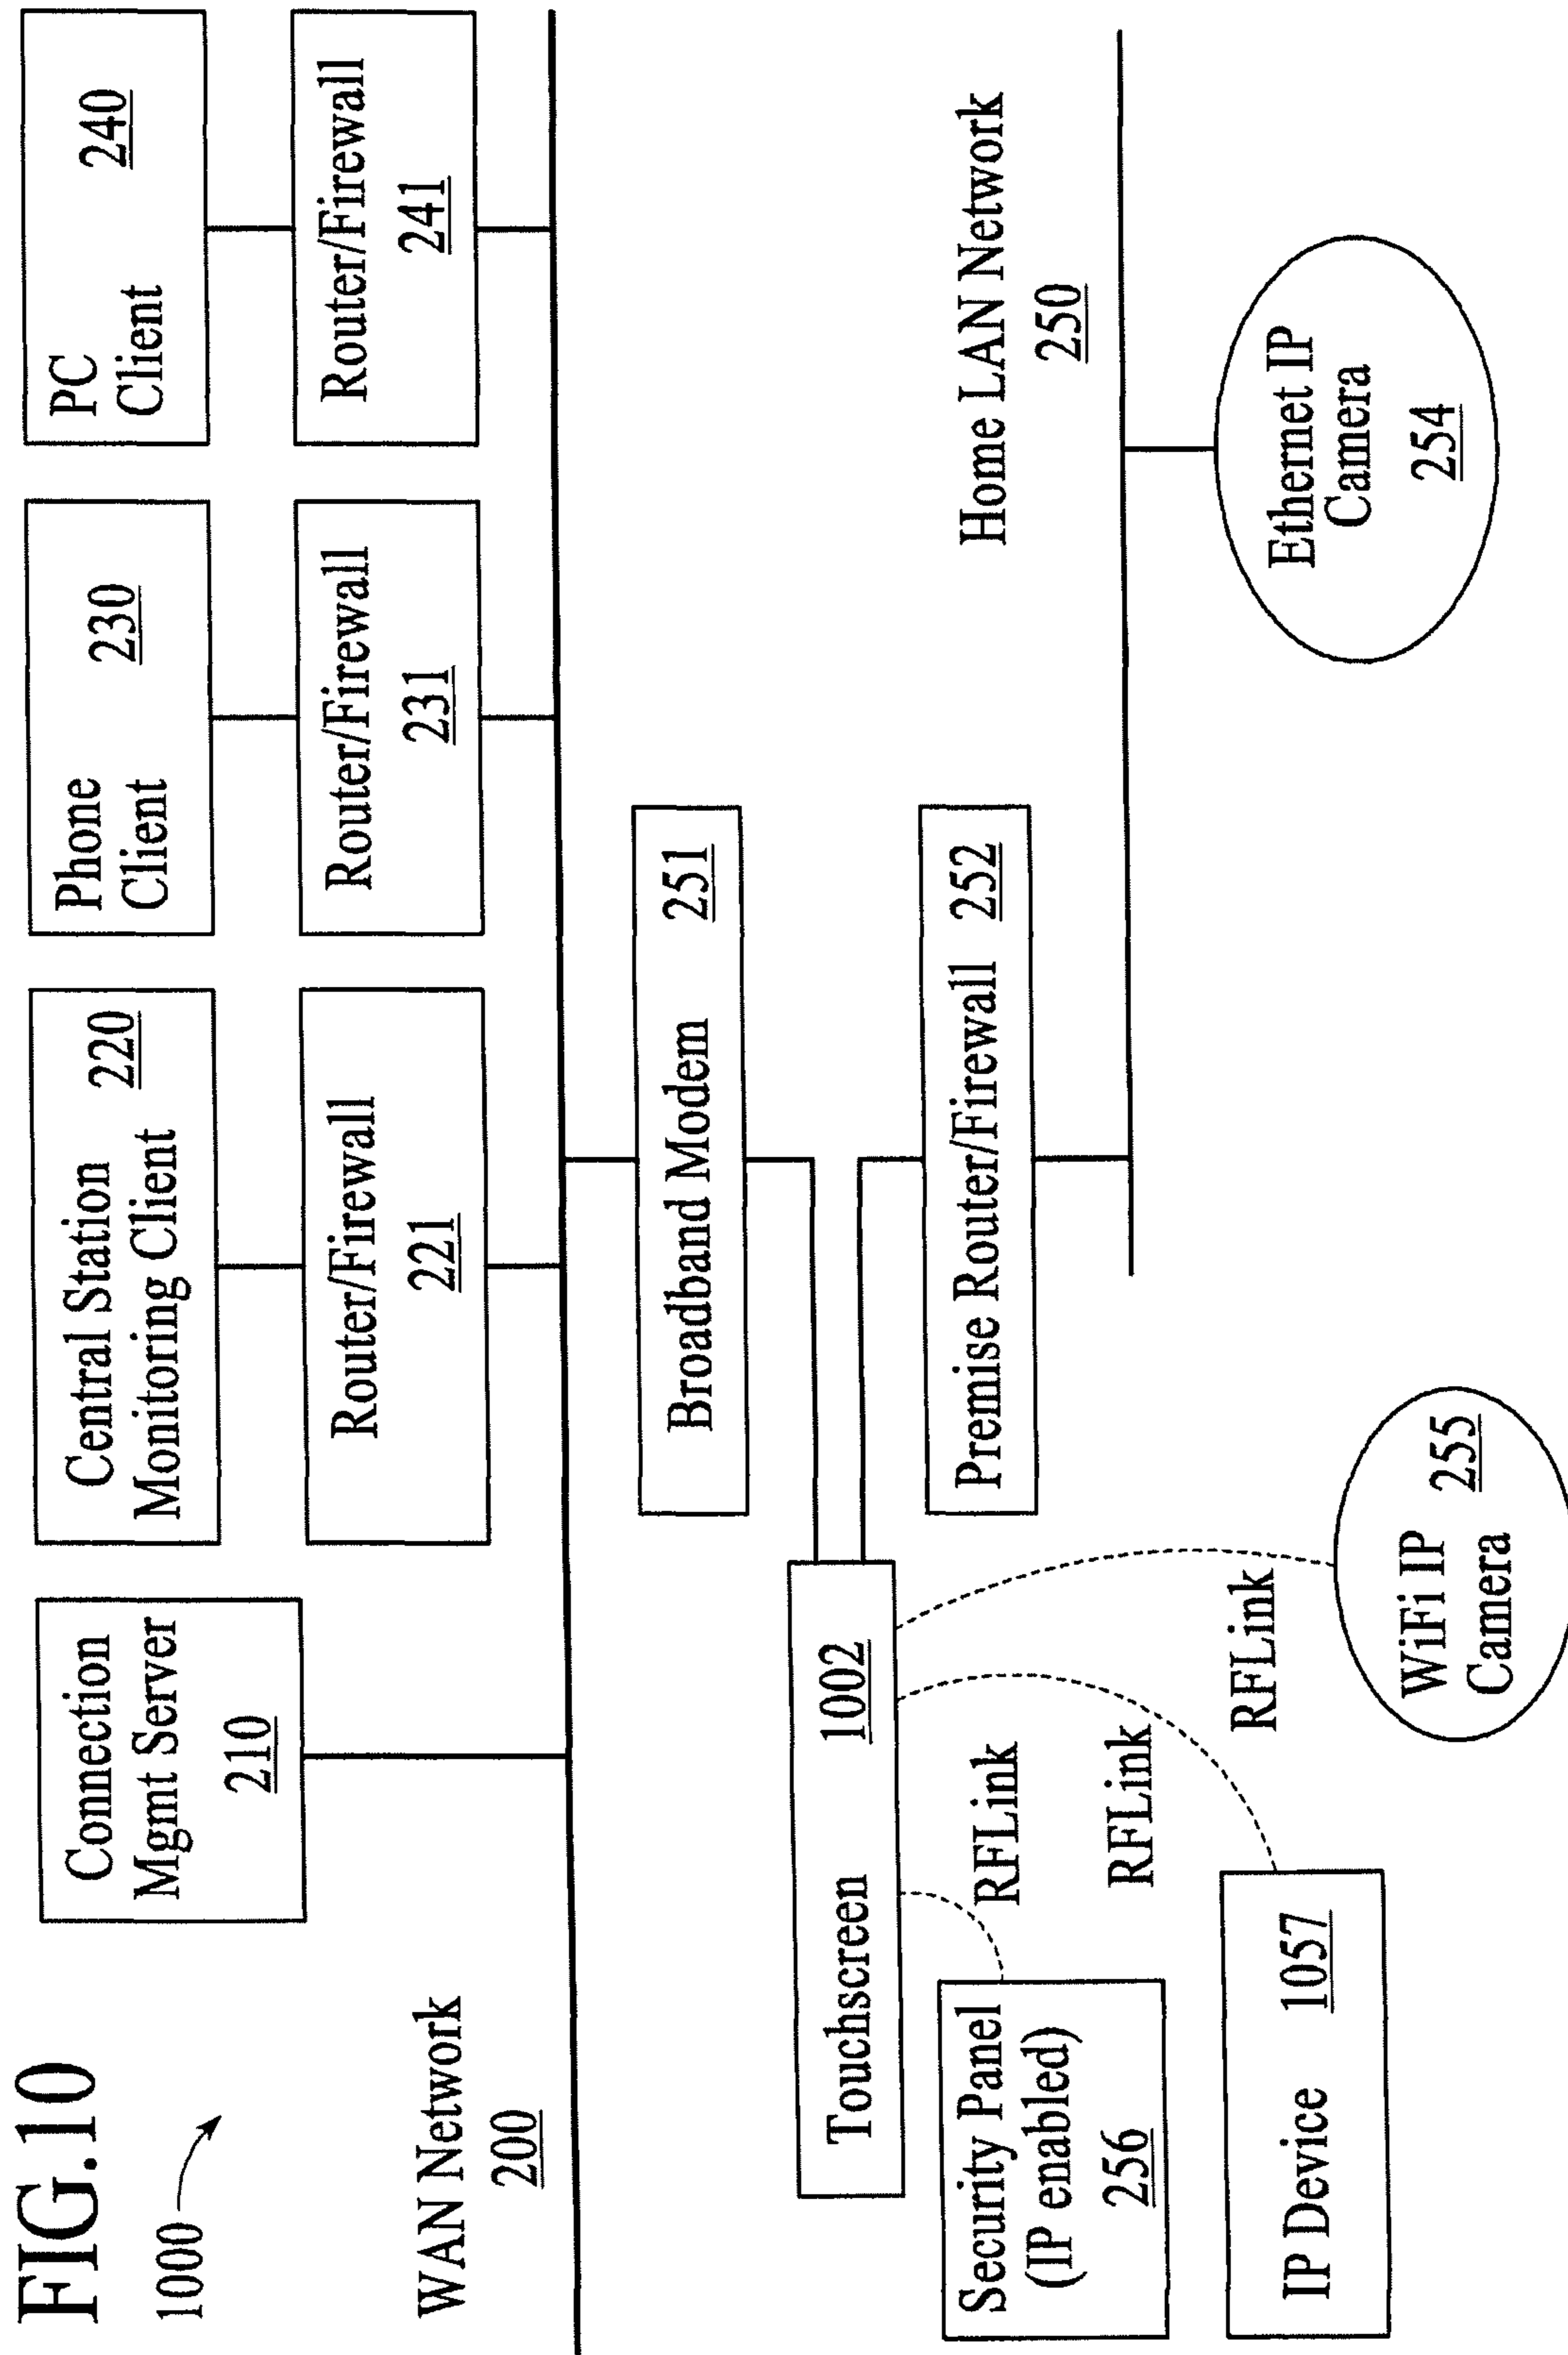 FIG.10
1000
Connection
Mgmt Server
210
Central Station
Monitoring Client
220
Phone
Client
230
PC
Client
240
Router/Firewall
221
Router/Firewall
231
Router/Firewall
241
WAN Network
200
Broadband Modem 251
Touchscreen 1002
Premise Router/Firewall 252
Home LAN Network
250
Security Panel
(IP enabled)
256
RFLink
RFLink
RFLink
IP Device 1057
WiFi IP
Camera
255
Ethernet IP
Camera
254